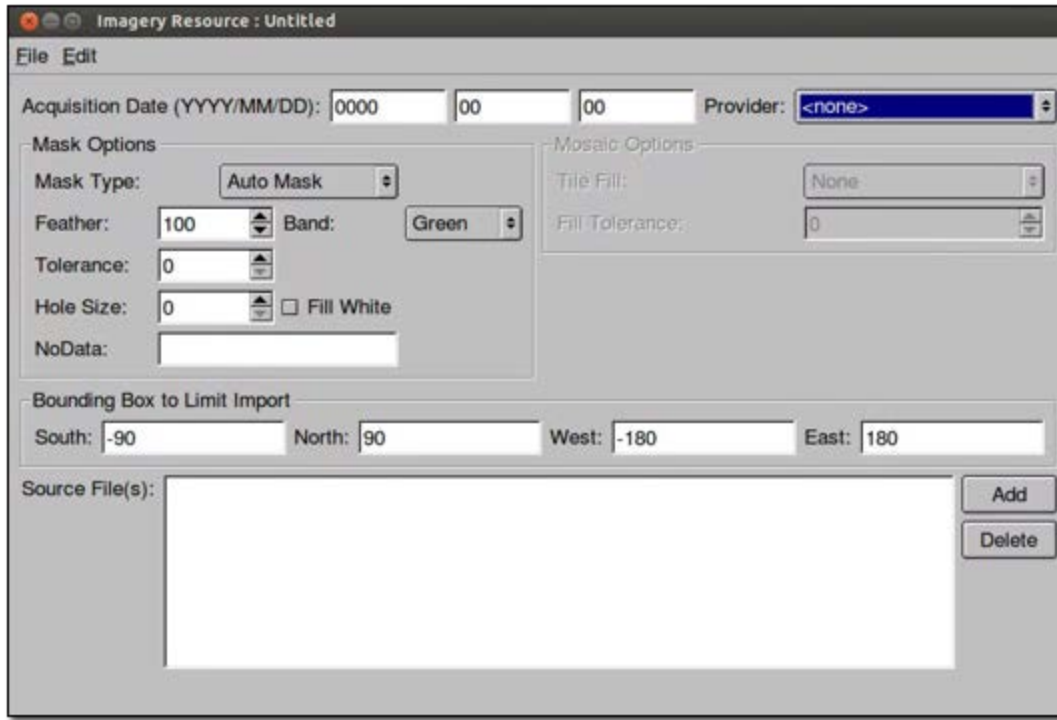 Imagery Resource : Untitled
File Edit
Acquisition Date (YYYY/MM/DD): 0000 00 00 Provider: <none>
Mask Options
Mask Type: Auto Mask
Feather: 100 Band: Green
Tolerance: 0
Hole Size: 0 Fill White
NoData:
Mosaic Options
Tile Fill: None
Fill Tolerance: 0
Bounding Box to Limit Import
South: -90 North: 90 West: -180 East: 180
Source File(s):
Add
Delete